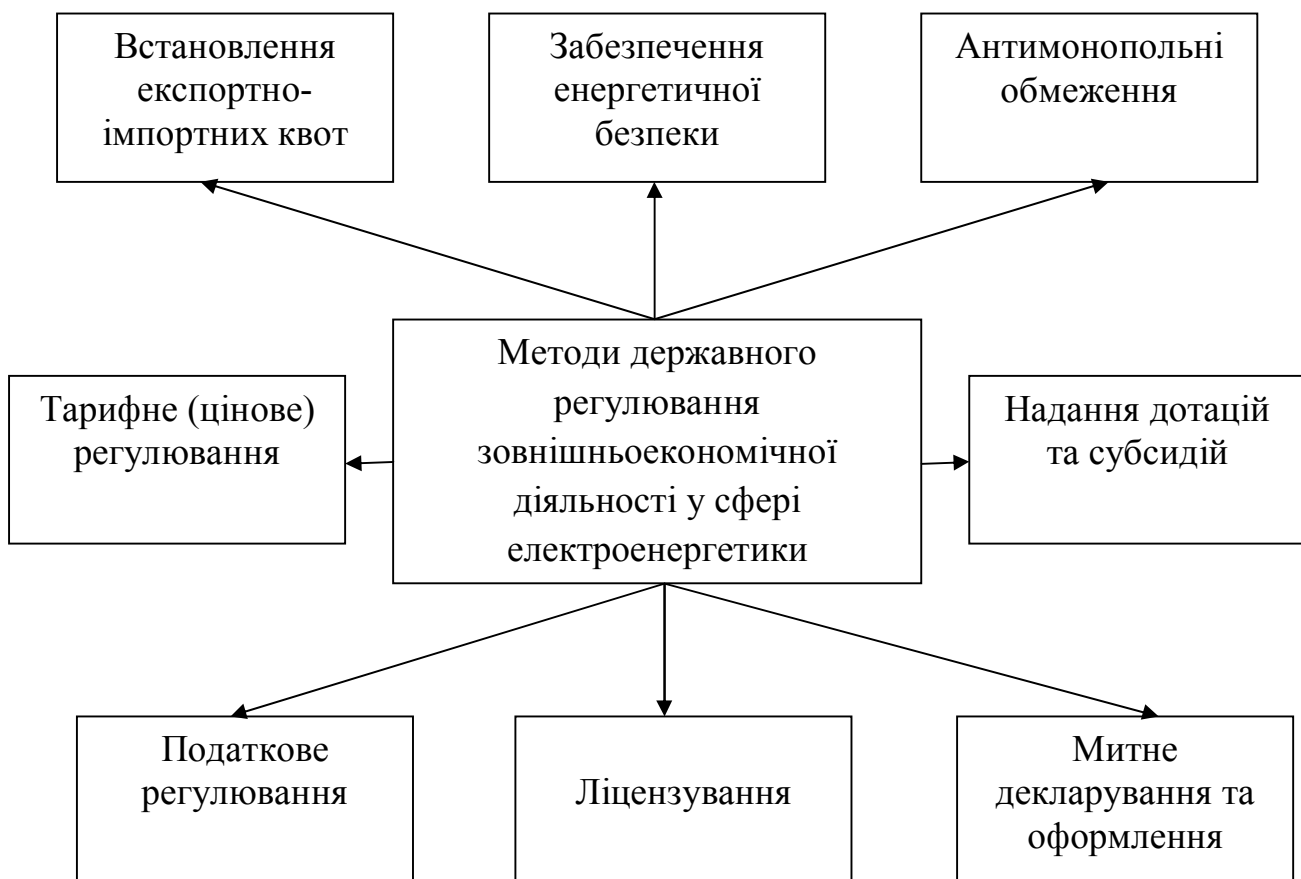 Встановлення
експортно-
імпортних квот
Забезпечення
енергетичної
безпеки
Антимонопольні
обмеження
Тарифне (цінове)
регулювання
Методи державного
регулювання
зовнішньоекономічної
діяльності у сфері
електроенергетики
Надання дотацій
та субсидій
Податкове
регулювання
Ліцензування
Митне
декларування та
оформлення